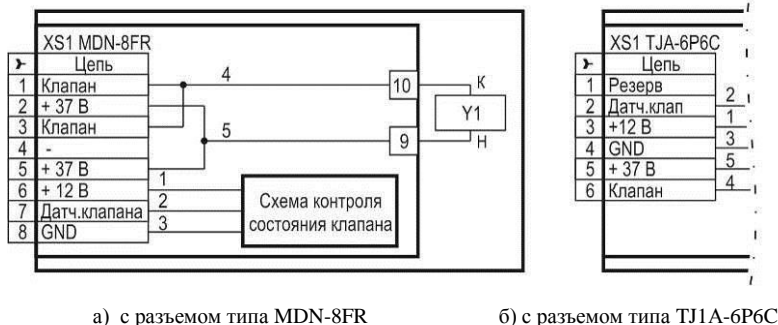 XS1 MDN-8FR
Цепь
1 Клапан
2 + 37 В
3 Клапан
4 -
5 + 37 В
6 + 12 В
7 Датч.клапана
8 GND
4
5
1
2
3
10
9
К
Y1
Н
Схема контроля
состояния клапана
XS1 TJA-6P6C
Цепь
1 Резерв
2 Датч.клап 2
3 +12 В 1
4 GND 3
5 + 37 В 5
6 Клапан 4
а) с разъемом типа MDN-8FR
б) с разъемом типа TJ1A-6P6C